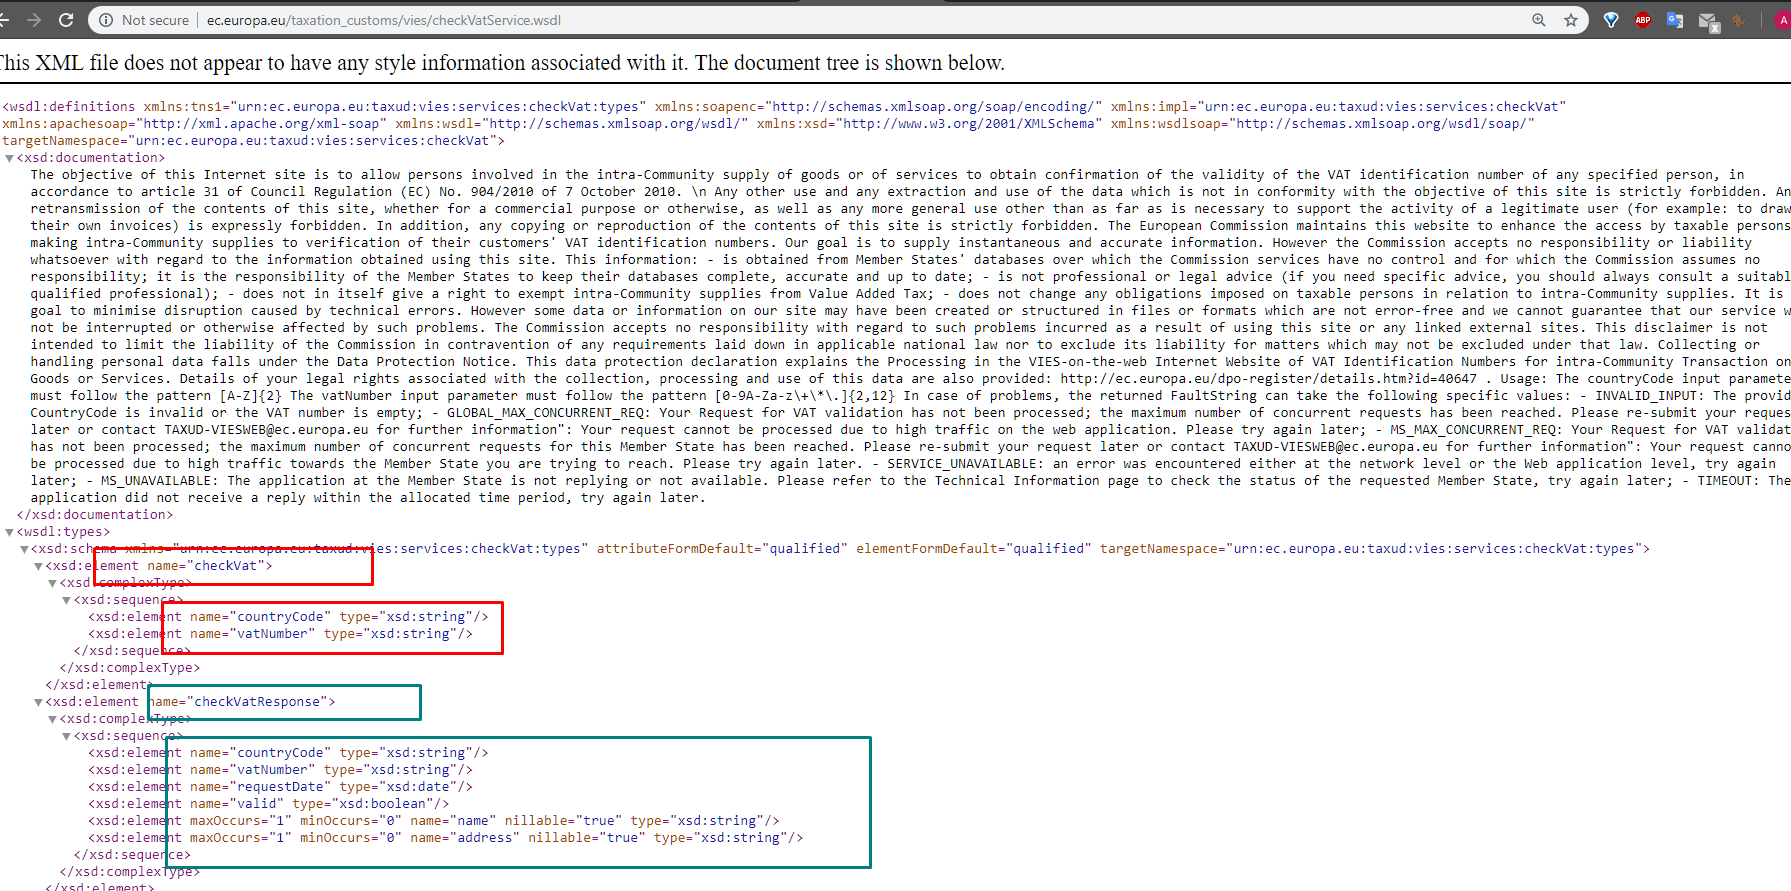 Not secure | ec.europa.eu/taxation_customs/vies/checkVatService.wsdl
ABP
x
A
This XML file does not appear to have any style information associated with it. The document tree is shown below.
<wsdl:definitions xmlns:tns1="urn:ec.europa.eu:taxud:vies:services:checkVat:types" xmlns:soapenc="http://schemas.xmlsoap.org/soap/encoding/" xmlns:impl="urn:ec.europa.eu:taxud:vies:services:checkVat"
xmlns:apachesoap="http://xml.apache.org/xml-soap" xmlns:wsdl="http://schemas.xmlsoap.org/wsdl/" xmlns:xsd="http://www.w3.org/2001/XMLSchema" xmlns:wsdlsoap="http://schemas.xmlsoap.org/wsdl/soap/"
targetNamespace="urn:ec.europa.eu:taxud:vies:services:checkVat">
<xsd:documentation>
The objective of this Internet site is to allow persons involved in the intra-Community supply of goods or of services to obtain confirmation of the validity of the VAT identification number of any specified person, in
accordance to article 31 of Council Regulation (EC) No. 904/2010 of 7 October 2010. \n Any other use and any extraction and use of the data which is not in conformity with the objective of this site is strictly forbidden. An
retransmission of the contents of this site, whether for a commercial purpose or otherwise, as well as any more general use other than as far as is necessary to support the activity of a legitimate user (for example: to draw
their own invoices) is expressly forbidden. In addition, any copying or reproduction of the contents of this site is strictly forbidden. The European Commission maintains this website to enhance the access by taxable persons
making intra-Community supplies to verification of their customers' VAT identification numbers. Our goal is to supply instantaneous and accurate information. However the Commission accepts no responsibility or liability
whatsoever with regard to the information obtained using this site. This information: - is obtained from Member States' databases over which the Commission services have no control and for which the Commission assumes no
responsibility; it is the responsibility of the Member States to keep their databases complete, accurate and up to date; - is not professional or legal advice (if you need specific advice, you should always consult a suitabl
qualified professional); - does not in itself give a right to exempt intra-Community supplies from Value Added Tax; - does not change any obligations imposed on taxable persons in relation to intra-Community supplies. It is
goal to minimise disruption caused by technical errors. However some data or information on our site may have been created or structured in files or formats which are not error-free and we cannot guarantee that our service w
not be interrupted or otherwise affected by such problems. The Commission accepts no responsibility with regard to such problems incurred as a result of using this site or any linked external sites. This disclaimer is not
intended to limit the liability of the Commission in contravention of any requirements laid down in applicable national law nor to exclude its liability for matters which may not be excluded under that law. Collecting or
handling personal data falls under the Data Protection Notice. This data protection declaration explains the Processing in the VIES-on-the-web Internet Website of VAT Identification Numbers for intra-Community Transaction on
Goods or Services. Details of your legal rights associated with the collection, processing and use of this data are also provided: http://ec.europa.eu/dpo-register/details.htm?id=40647 . Usage: The countryCode input paramete
must follow the pattern [A-Z]{2} The vatNumber input parameter must follow the pattern [0-9A-Za-z\+\*\.]{2,12} In case of problems, the returned FaultString can take the following specific values: - INVALID_INPUT: The provid
CountryCode is invalid or the VAT number is empty; - GLOBAL_MAX_CONCURRENT_REQ: Your Request for VAT validation has not been processed; the maximum number of concurrent requests has been reached. Please re-submit your reques
later or contact TAXUD-VIESWEB@ec.europa.eu for further information": Your request cannot be processed due to high traffic on the web application. Please try again later; - MS_MAX_CONCURRENT_REQ: Your Request for VAT validat
has not been processed; the maximum number of concurrent requests for this Member State has been reached. Please re-submit your request later or contact TAXUD-VIESWEB@ec.europa.eu for further information": Your request canno
be processed due to high traffic towards the Member State you are trying to reach. Please try again later. - SERVICE_UNAVAILABLE: an error was encountered either at the network level or the Web application level, try again
later; - MS_UNAVAILABLE: The application at the Member State is not replying or not available. Please refer to the Technical Information page to check the status of the requested Member State, try again later; - TIMEOUT: The
application did not receive a reply within the allocated time period, try again later.
</xsd:documentation>
<wsdl:types>
<xsd:schema xmlns="urn:ec.europa.eu:taxud:vies:services:checkVat:types" attributeFormDefault="qualified" elementFormDefault="qualified" targetNamespace="urn:ec.europa.eu:taxud:vies:services:checkVat:types">
<xsd:element name="checkVat">
<xsd:complexType>
<xsd:sequence>
<xsd:element name="countryCode" type="xsd:string"/>
<xsd:element name="vatNumber" type="xsd:string"/>
</xsd:sequence>
</xsd:complexType>
</xsd:element>
<xsd:element name="checkVatResponse">
<xsd:complexType>
<xsd:sequence>
<xsd:element name="countryCode" type="xsd:string"/>
<xsd:element name="vatNumber" type="xsd:string"/>
<xsd:element name="requestDate" type="xsd:date"/>
<xsd:element name="valid" type="xsd:boolean"/>
<xsd:element maxOccurs="1" minOccurs="0" name="name" nillable="true" type="xsd:string"/>
<xsd:element maxOccurs="1" minOccurs="0" name="address" nillable="true" type="xsd:string"/>
</xsd:sequence>
</xsd:complexType>
</xsd:element>